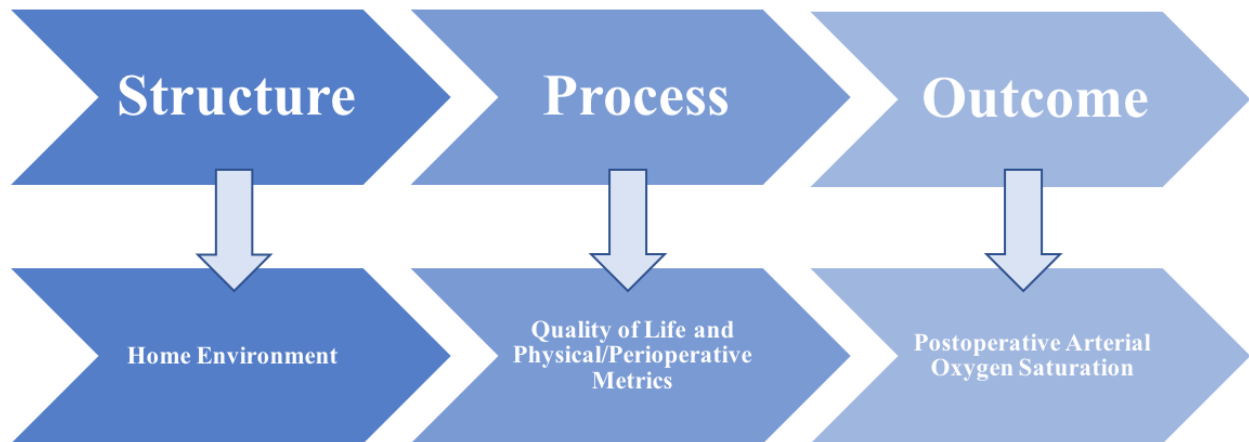 Structure
Process
Outcome
Home Environment
Quality of Life and
Physical/Perioperative
Metrics
Postoperative Arterial
Oxygen Saturation